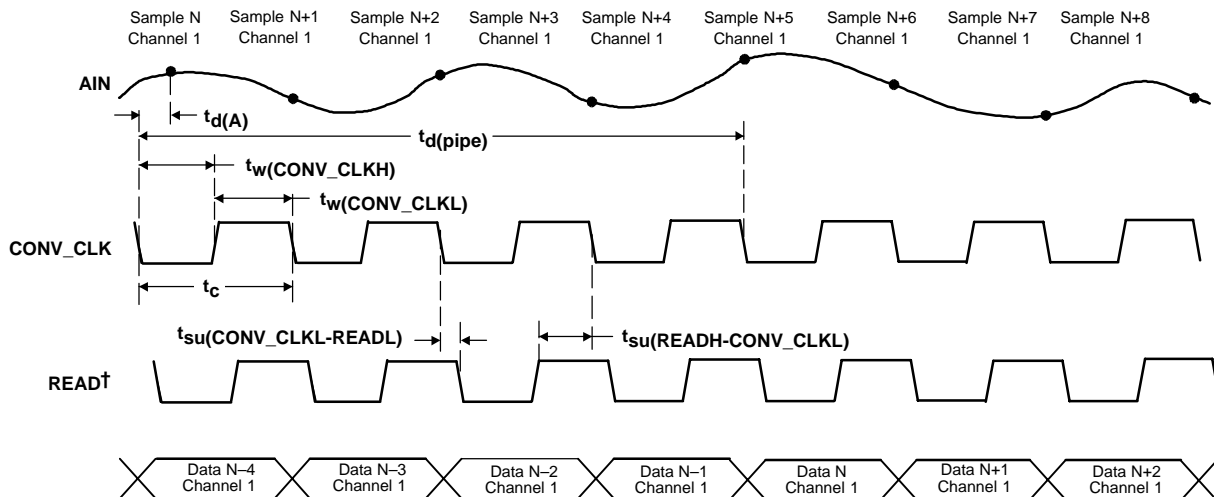 Sample N Sample N+1 Sample N+2 Sample N+3 Sample N+4 Sample N+5 Sample N+6 Sample N+7 Sample N+8
Channel 1 Channel 1 Channel 1 Channel 1 Channel 1 Channel 1 Channel 1 Channel 1 Channel 1
AIN
td(A)
td(pipe)
tw(CONV_CLKH)
tw(CONV_CLKL)
CONV_CLK
tc
tsu(CONV_CLKL-READL)
tsu(READH-CONV_CLKL)
READ†
Data N–4 Data N–3 Data N–2 Data N–1 Data N Data N+1 Data N+2
Channel 1 Channel 1 Channel 1 Channel 1 Channel 1 Channel 1 Channel 1